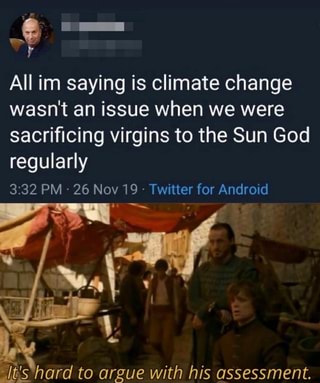 All im saying is climate change
wasn't an issue when we were
sacrificing virgins to the Sun God
regularly
3:32 PM · 26 Nov 19 · Twitter for Android
It's hard to argue with his assessment.